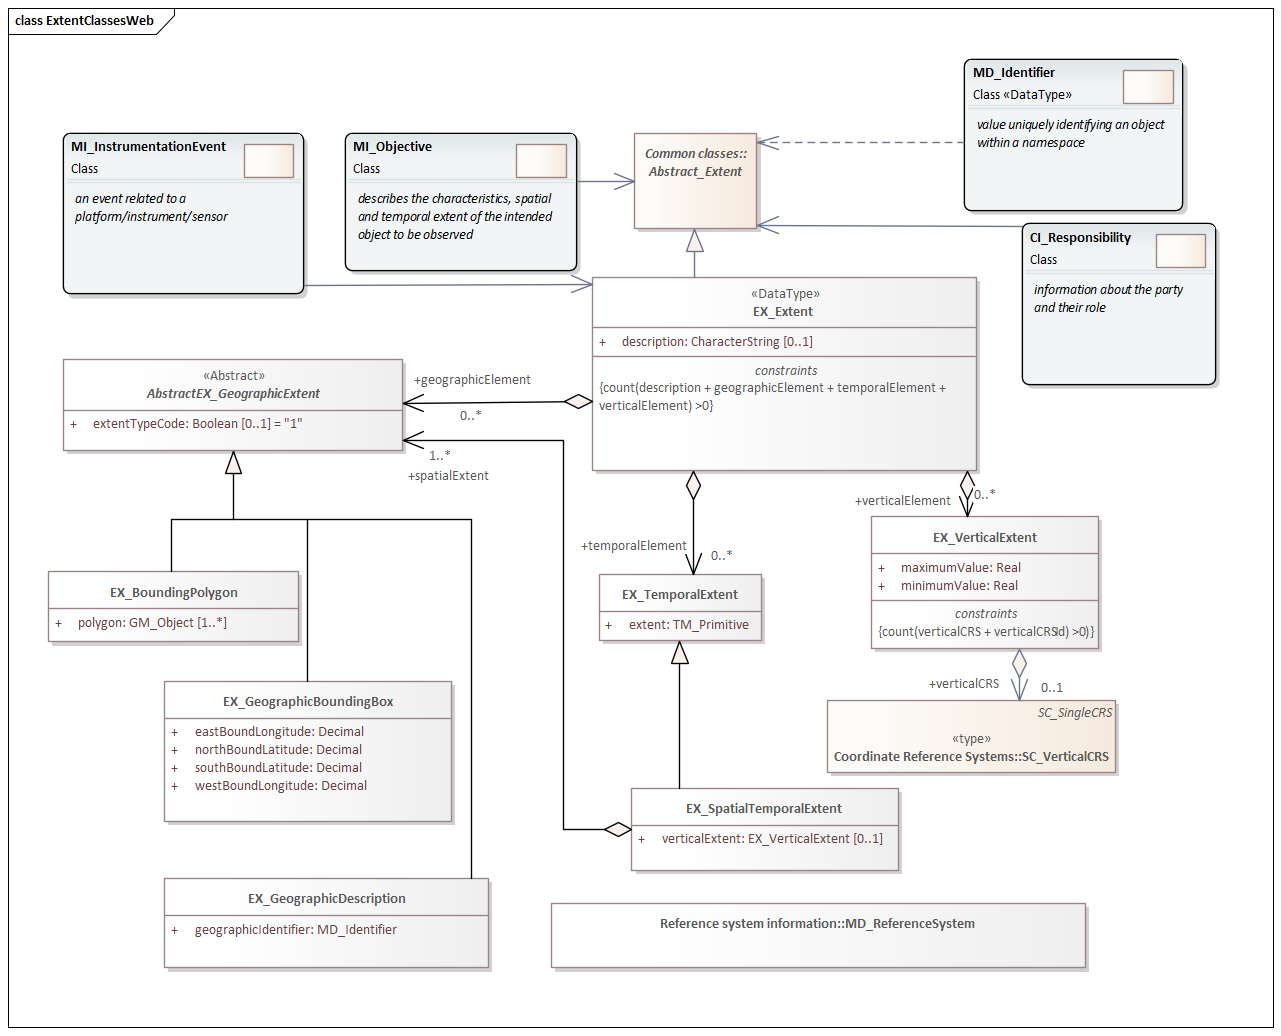 class ExtentClassesWeb
MD_Identifier
Class «DataType»
value uniquely identifying an object
within a namespace
MI_InstrumentationEvent
Class
an event related to a
platform/instrument/sensor
MI_Objective
Class
describes the characteristics, spatial
and temporal extent of the intended
object to be observed
Common classes::
Abstract_Extent
CI_Responsibility
Class
information about the party
and their role
«DataType»
EX_Extent
+ description: CharacterString [0..1]
constraints
{count(description + geographicElement + temporalElement +
verticalElement) >0}
«Abstract»
AbstractEX_GeographicExtent
+ extentTypeCode: Boolean [0..1] = "1"
+geographicElement
0..*
1..*
+spatialExtent
+verticalElement
0..*
+temporalElement
0..*
EX_VerticalExtent
+ maximumValue: Real
+ minimumValue: Real
constraints
{count(verticalCRS + verticalCRSId) >0)}
EX_BoundingPolygon
+ polygon: GM_Object [1..*]
EX_TemporalExtent
+ extent: TM_Primitive
+verticalCRS
0..1
EX_GeographicBoundingBox
+ eastBoundLongitude: Decimal
+ northBoundLatitude: Decimal
+ southBoundLatitude: Decimal
+ westBoundLongitude: Decimal
SC_SingleCRS
«type»
Coordinate Reference Systems::SC_VerticalCRS
EX_SpatialTemporalExtent
+ verticalExtent: EX_VerticalExtent [0..1]
EX_GeographicDescription
+ geographicIdentifier: MD_Identifier
Reference system information::MD_ReferenceSystem